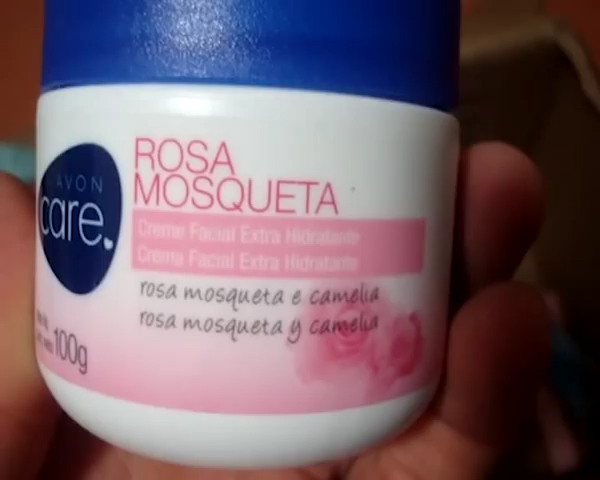 AVON
care
ROSA
MOSQUETA
Creme Facial Extra Hidratante
Crema Facial Extra Hidratante
rosa mosqueta e camelia
rosa mosqueta y camelia
100g